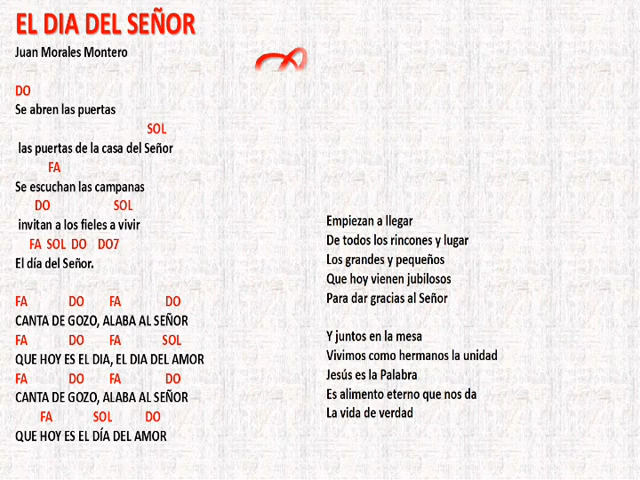 EL DIA DEL SEÑOR
Juan Morales Montero
DO
Se abren las puertas
SOL
las puertas de la casa del Señor
FA
Se escuchan las campanas
DO SOL
invitan a los fieles a vivir
FA SOL DO DO7
El día del Señor.
FA DO FA DO
CANTA DE GOZO, ALABA AL SEÑOR
FA DO FA SOL
QUE HOY ES EL DIA, EL DIA DEL AMOR
FA DO FA DO
CANTA DE GOZO, ALABA AL SEÑOR
FA SOL DO
QUE HOY ES EL DÍA DEL AMOR
Empiezan a llegar
De todos los rincones y lugar
Los grandes y pequeños
Que hoy vienen jubilosos
Para dar gracias al Señor
Y juntos en la mesa
Vivimos como hermanos la unidad
Jesús es la Palabra
Es alimento eterno que nos da
La vida de verdad